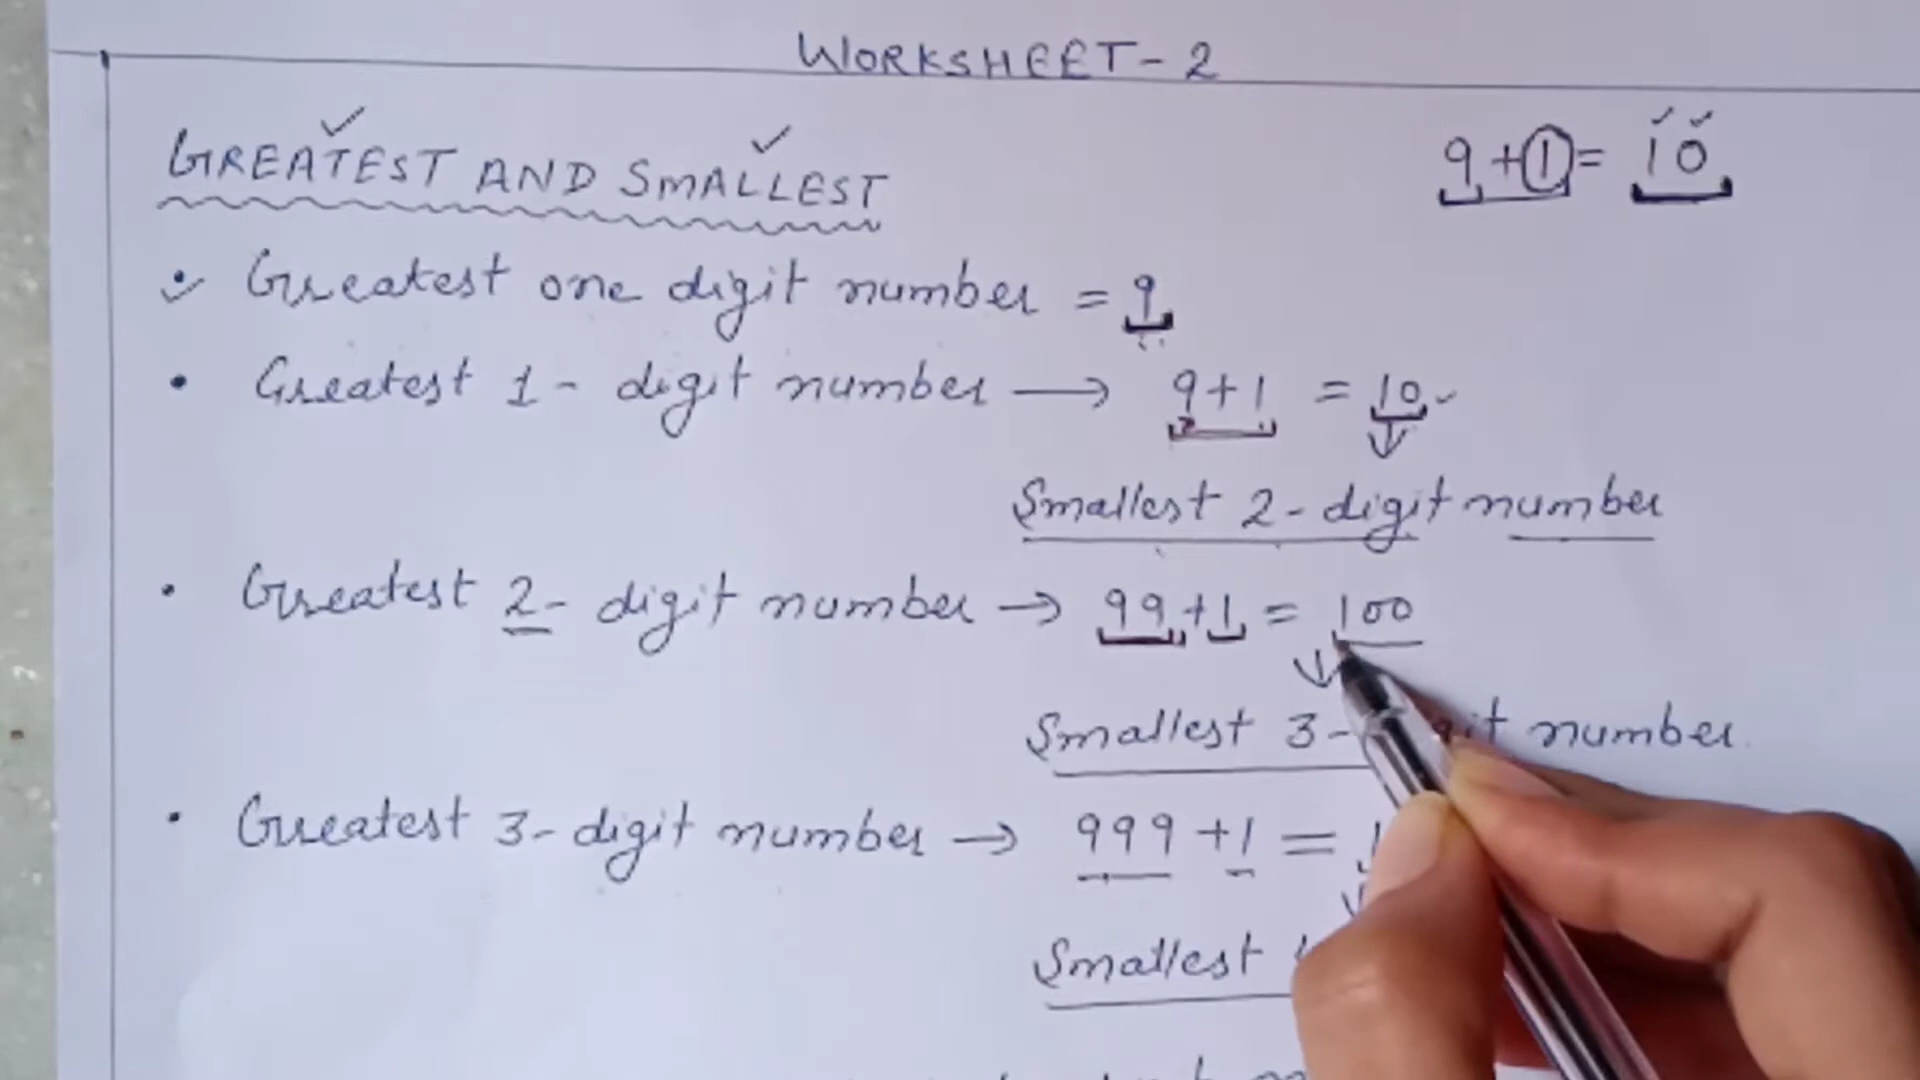 WORKSHEET-2
9+1= 10
GREATEST AND SMALLEST
Greatest one digit number = 9
• Greatest 1- digit number → 9+1 = 10
Smallest 2-digit number
• Greatest 2- digit number → 99+1 = 100
Smallest 3- number
• Greatest 3-digit number → 999+1 =
Smallest